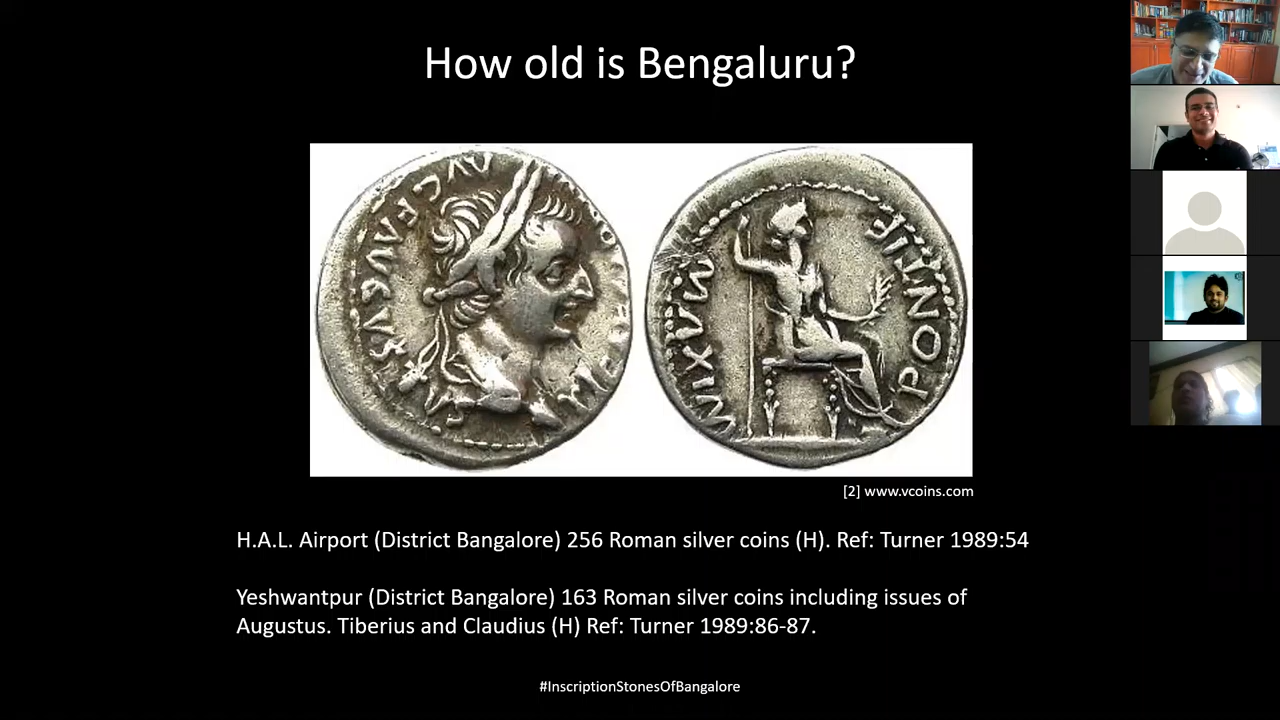 How old is Bengaluru?
MAXIM
PONTIF
[2] www.vcoins.com
H.A.L. Airport (District Bangalore) 256 Roman silver coins (H). Ref: Turner 1989:54
Yeshwantpur (District Bangalore) 163 Roman silver coins including issues of
Augustus. Tiberius and Claudius (H) Ref: Turner 1989:86-87.
#InscriptionStonesOfBangalore